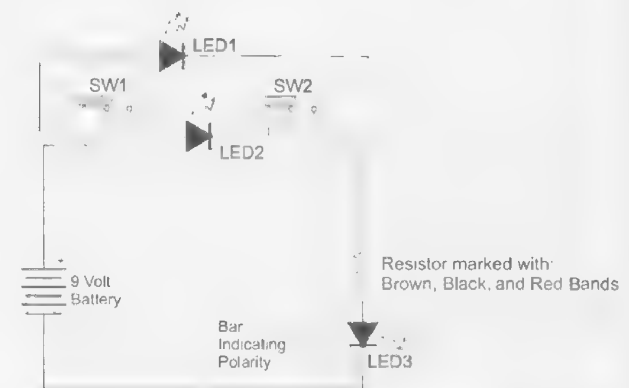 LED1
SW1
SW2
LED2
9 Volt
Battery
Resistor marked with:
Brown, Black, and Red Bands
Bar
Indicating
Polarity
LED3